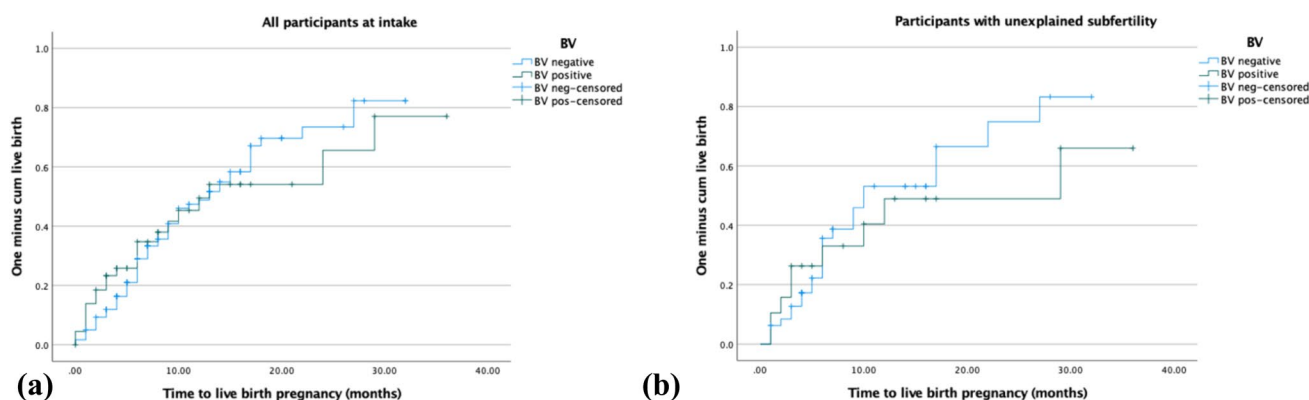 All participants at intake
One minus cum live birth
1.0
0.8
0.6
0.4
0.2
0.0
.00 10.00 20.00 30.00 40.00
Time to live birth pregnancy (months)
BV
BV negative
BV positive
BV neg-censored
BV pos-censored
(a)
Participants with unexplained subfertility
One minus cum live birth
1.0
0.8
0.6
0.4
0.2
0.0
.00 10.00 20.00 30.00 40.00
Time to live birth pregnancy (months)
BV
BV negative
BV positive
BV neg-censored
BV pos-censored
(b)